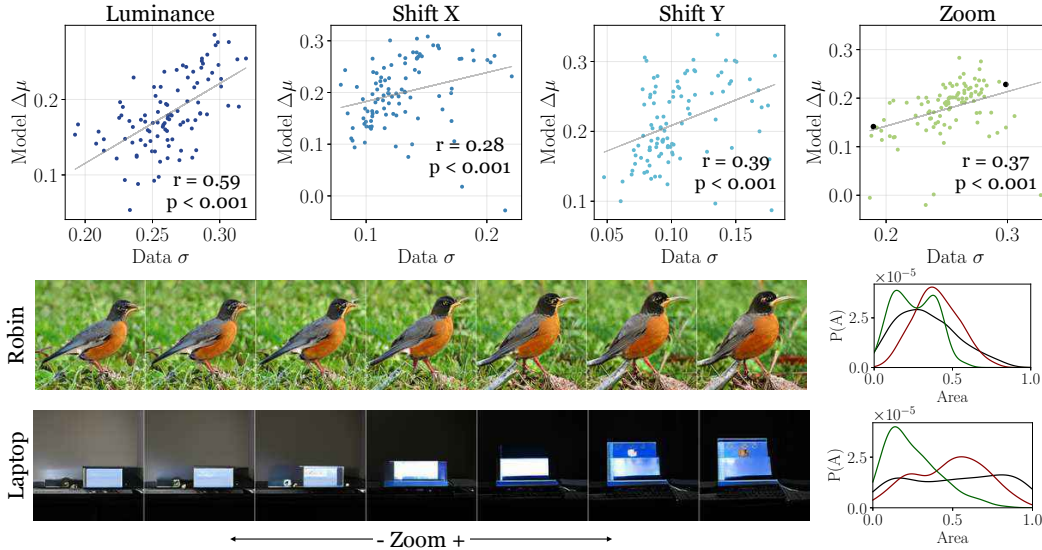 Luminance
Shift X
Shift Y
Zoom
Model Δμ
0.2
0.1
r = 0.59
p < 0.001
0.20
0.25
0.30
Data σ
Model Δμ
0.3
0.2
0.1
0.0
r = 0.28
p < 0.001
0.1
0.2
Data σ
Model Δμ
0.3
0.2
0.1
r = 0.39
p < 0.001
0.05
0.10
0.15
Data σ
Model Δμ
0.3
0.2
0.1
0.0
r = 0.37
p < 0.001
0.2
0.3
Data σ
Robin
×10⁻⁵
P(A)
2.5
0.0
0.0
0.5
1.0
Area
Laptop
×10⁻⁵
P(A)
2.5
0.0
0.0
0.5
1.0
Area
- Zoom +